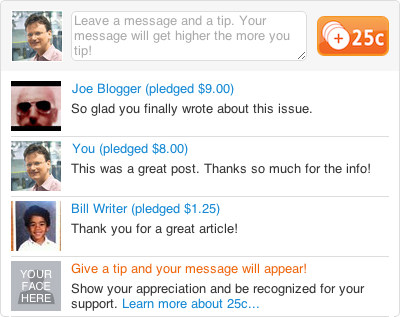 Leave a message and a tip. Your
message will get higher the more you
tip!
+ 25c
Joe Blogger (pledged $9.00)
So glad you finally wrote about this issue.
You (pledged $8.00)
This was a great post. Thanks so much for the info!
Bill Writer (pledged $1.25)
Thank you for a great article!
YOUR
FACE
HERE
Give a tip and your message will appear!
Show your appreciation and be recognized for your
support. Learn more about 25c...